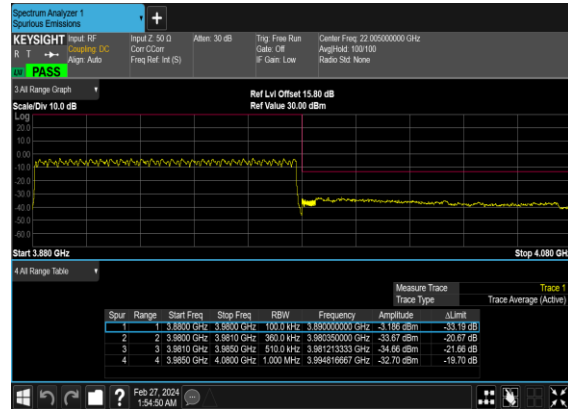 Spectrum Analyzer 1
Spurious Emissions
+
KEYSIGHT Input: RF Input Z: 50 Ω Atten: 30 dB Trig: Free Run Center Freq: 22.005000000 GHz
R T Coupling: DC Corr CCorr Gate: Off Avg|Hold: 100/100
Align: Auto Freq Ref: Int (S) IF Gain: Low Radio Std: None
LW PASS
3 All Range Graph
Ref Lvl Offset 15.80 dB
Scale/Div 10.0 dB Ref Value 30.00 dBm
Log
20.0
10.0
0.00
-10.0
-20.0
-30.0
-40.0
-50.0
-60.0
Start 3.880 GHz Stop 4.080 GHz
4 All Range Table
Measure Trace Trace 1
Trace Type Trace Average (Active)
Spur Range Start Freq Stop Freq RBW Frequency Amplitude ΔLimit
1 1 3.8800 GHz 3.9800 GHz 100.0 kHz 3.890000000 GHz -3.186 dBm -33.19 dB
2 2 3.9800 GHz 3.9810 GHz 360.0 kHz 3.980350000 GHz -33.67 dBm -20.67 dB
3 3 3.9810 GHz 3.9850 GHz 510.0 kHz 3.981213333 GHz -34.66 dBm -21.66 dB
4 4 3.9850 GHz 4.0800 GHz 1.000 MHz 3.994816667 GHz -32.70 dBm -19.70 dB
? Feb 27, 2024
1:54:50 AM